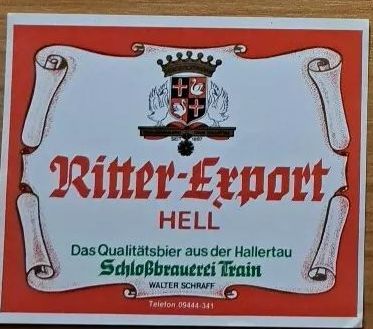 Ritter-Export
HELL
Das Qualitätsbier aus der Hallertau
Schloßbrauerei Train
WALTER SCHRAFF
Telefon 09444-341